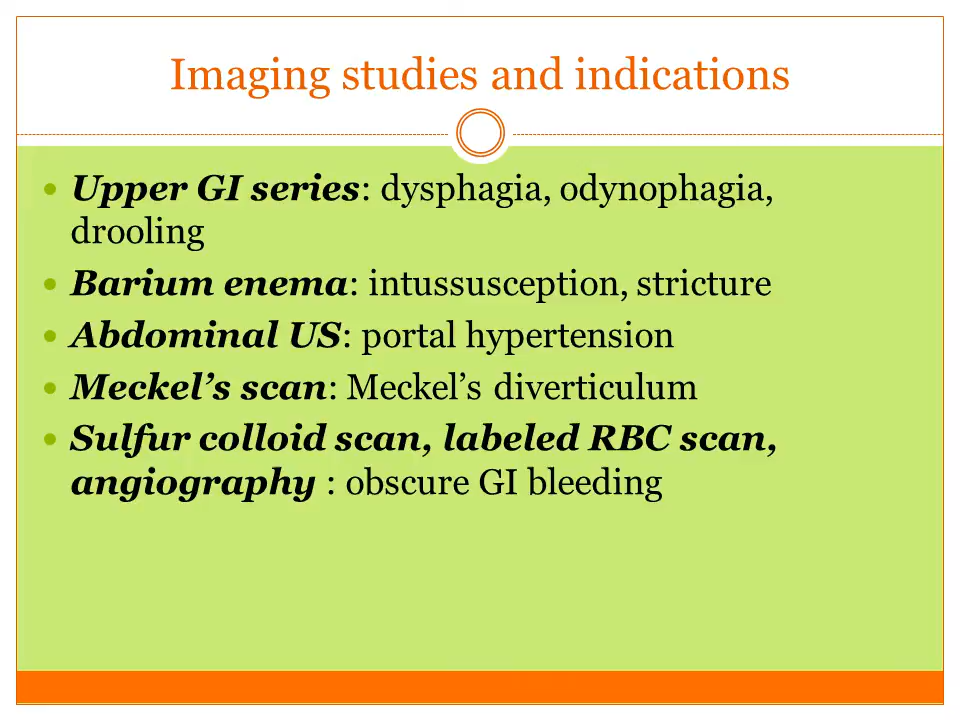 Imaging studies and indications
Upper GI series: dysphagia, odynophagia,
drooling
Barium enema: intussusception, stricture
Abdominal US: portal hypertension
Meckel’s scan: Meckel’s diverticulum
Sulfur colloid scan, labeled RBC scan,
angiography : obscure GI bleeding